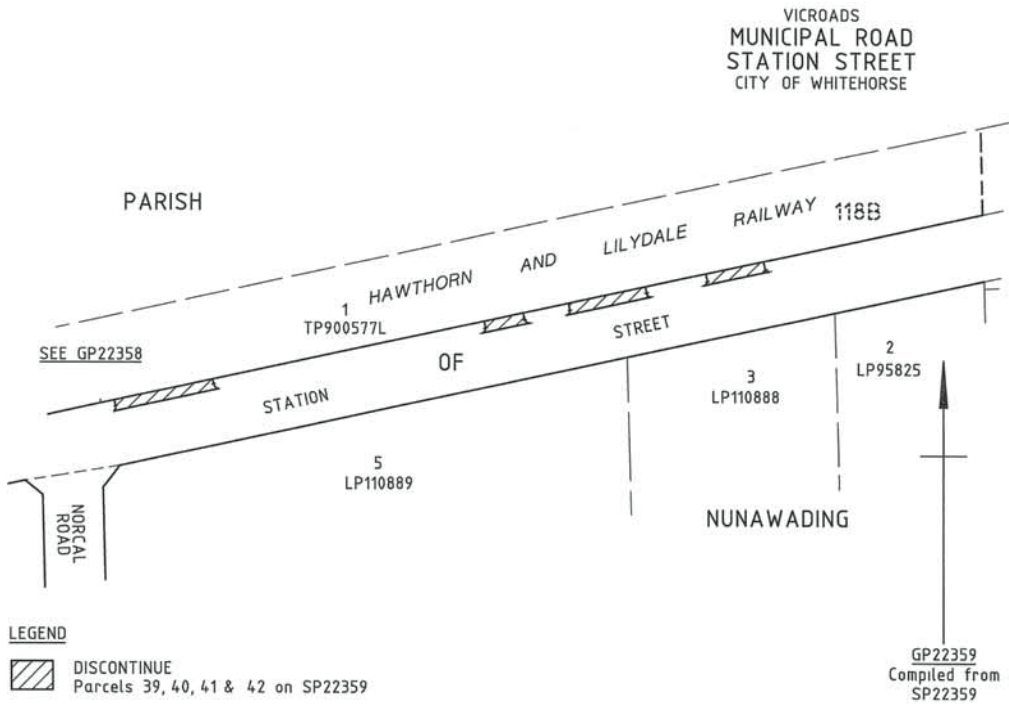 VICROADS
MUNICIPAL ROAD
STATION STREET
CITY OF WHITEHORSE
PARISH
HAWTHORN AND LILYDALE RAILWAY 118B
1
TP900577L
SEE GP22358
STATION STREET
OF
2
LP95825
3
LP110888
5
LP110889
NUNAWADING
NORCAL
ROAD
LEGEND
DISCONTINUE
Parcels 39, 40, 41 & 42 on SP22359
GP22359
Compiled from
SP22359